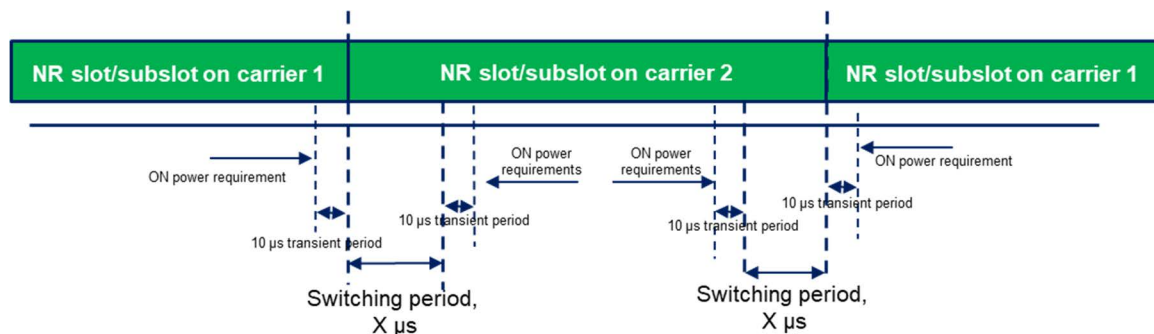 NR slot/subslot on carrier 1
NR slot/subslot on carrier 2
NR slot/subslot on carrier 1
ON power requirement
ON power
requirements
ON power
requirements
ON power requirement
10 µs transient period
10 µs transient period
10 µs transient period
10 µs transient period
Switching period,
X µs
Switching period,
X µs